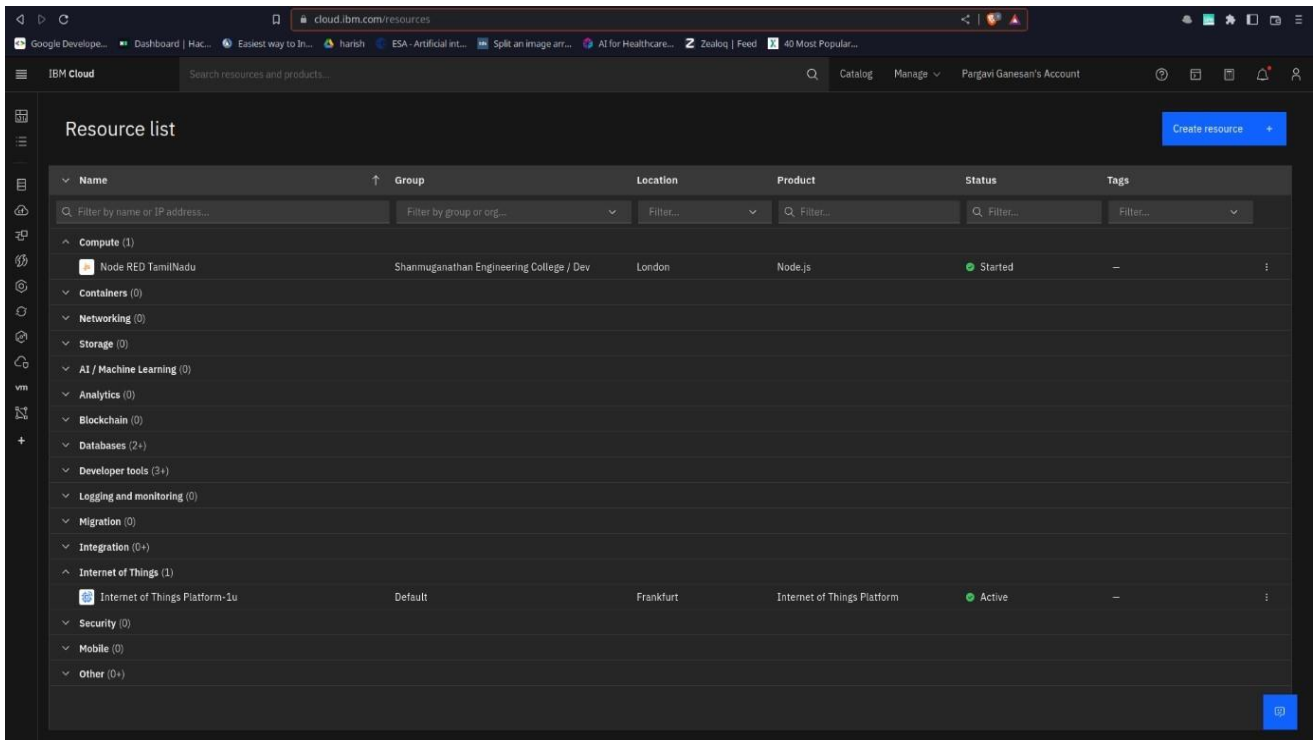 cloud.ibm.com/resources
Google Develope... Dashboard | Hac... Easiest way to In... harish ESA - Artificial int... Split an image arr... AI for Healthcare... Zealoq | Feed 40 Most Popular...
IBM Cloud Search resources and products... Catalog Manage Pargavi Ganesan's Account
Resource list
Create resource +
Name Group Location Product Status Tags
Filter by name or IP address... Filter by group or org... Filter... Filter... Filter... Filter...
Compute (1)
Node RED TamilNadu Shanmuganathan Engineering College / Dev London Node.js Started –
Containers (0)
Networking (0)
Storage (0)
AI / Machine Learning (0)
Analytics (0)
Blockchain (0)
Databases (2+)
Developer tools (3+)
Logging and monitoring (0)
Migration (0)
Integration (0+)
Internet of Things (1)
Internet of Things Platform-1u Default Frankfurt Internet of Things Platform Active –
Security (0)
Mobile (0)
Other (0+)
vm